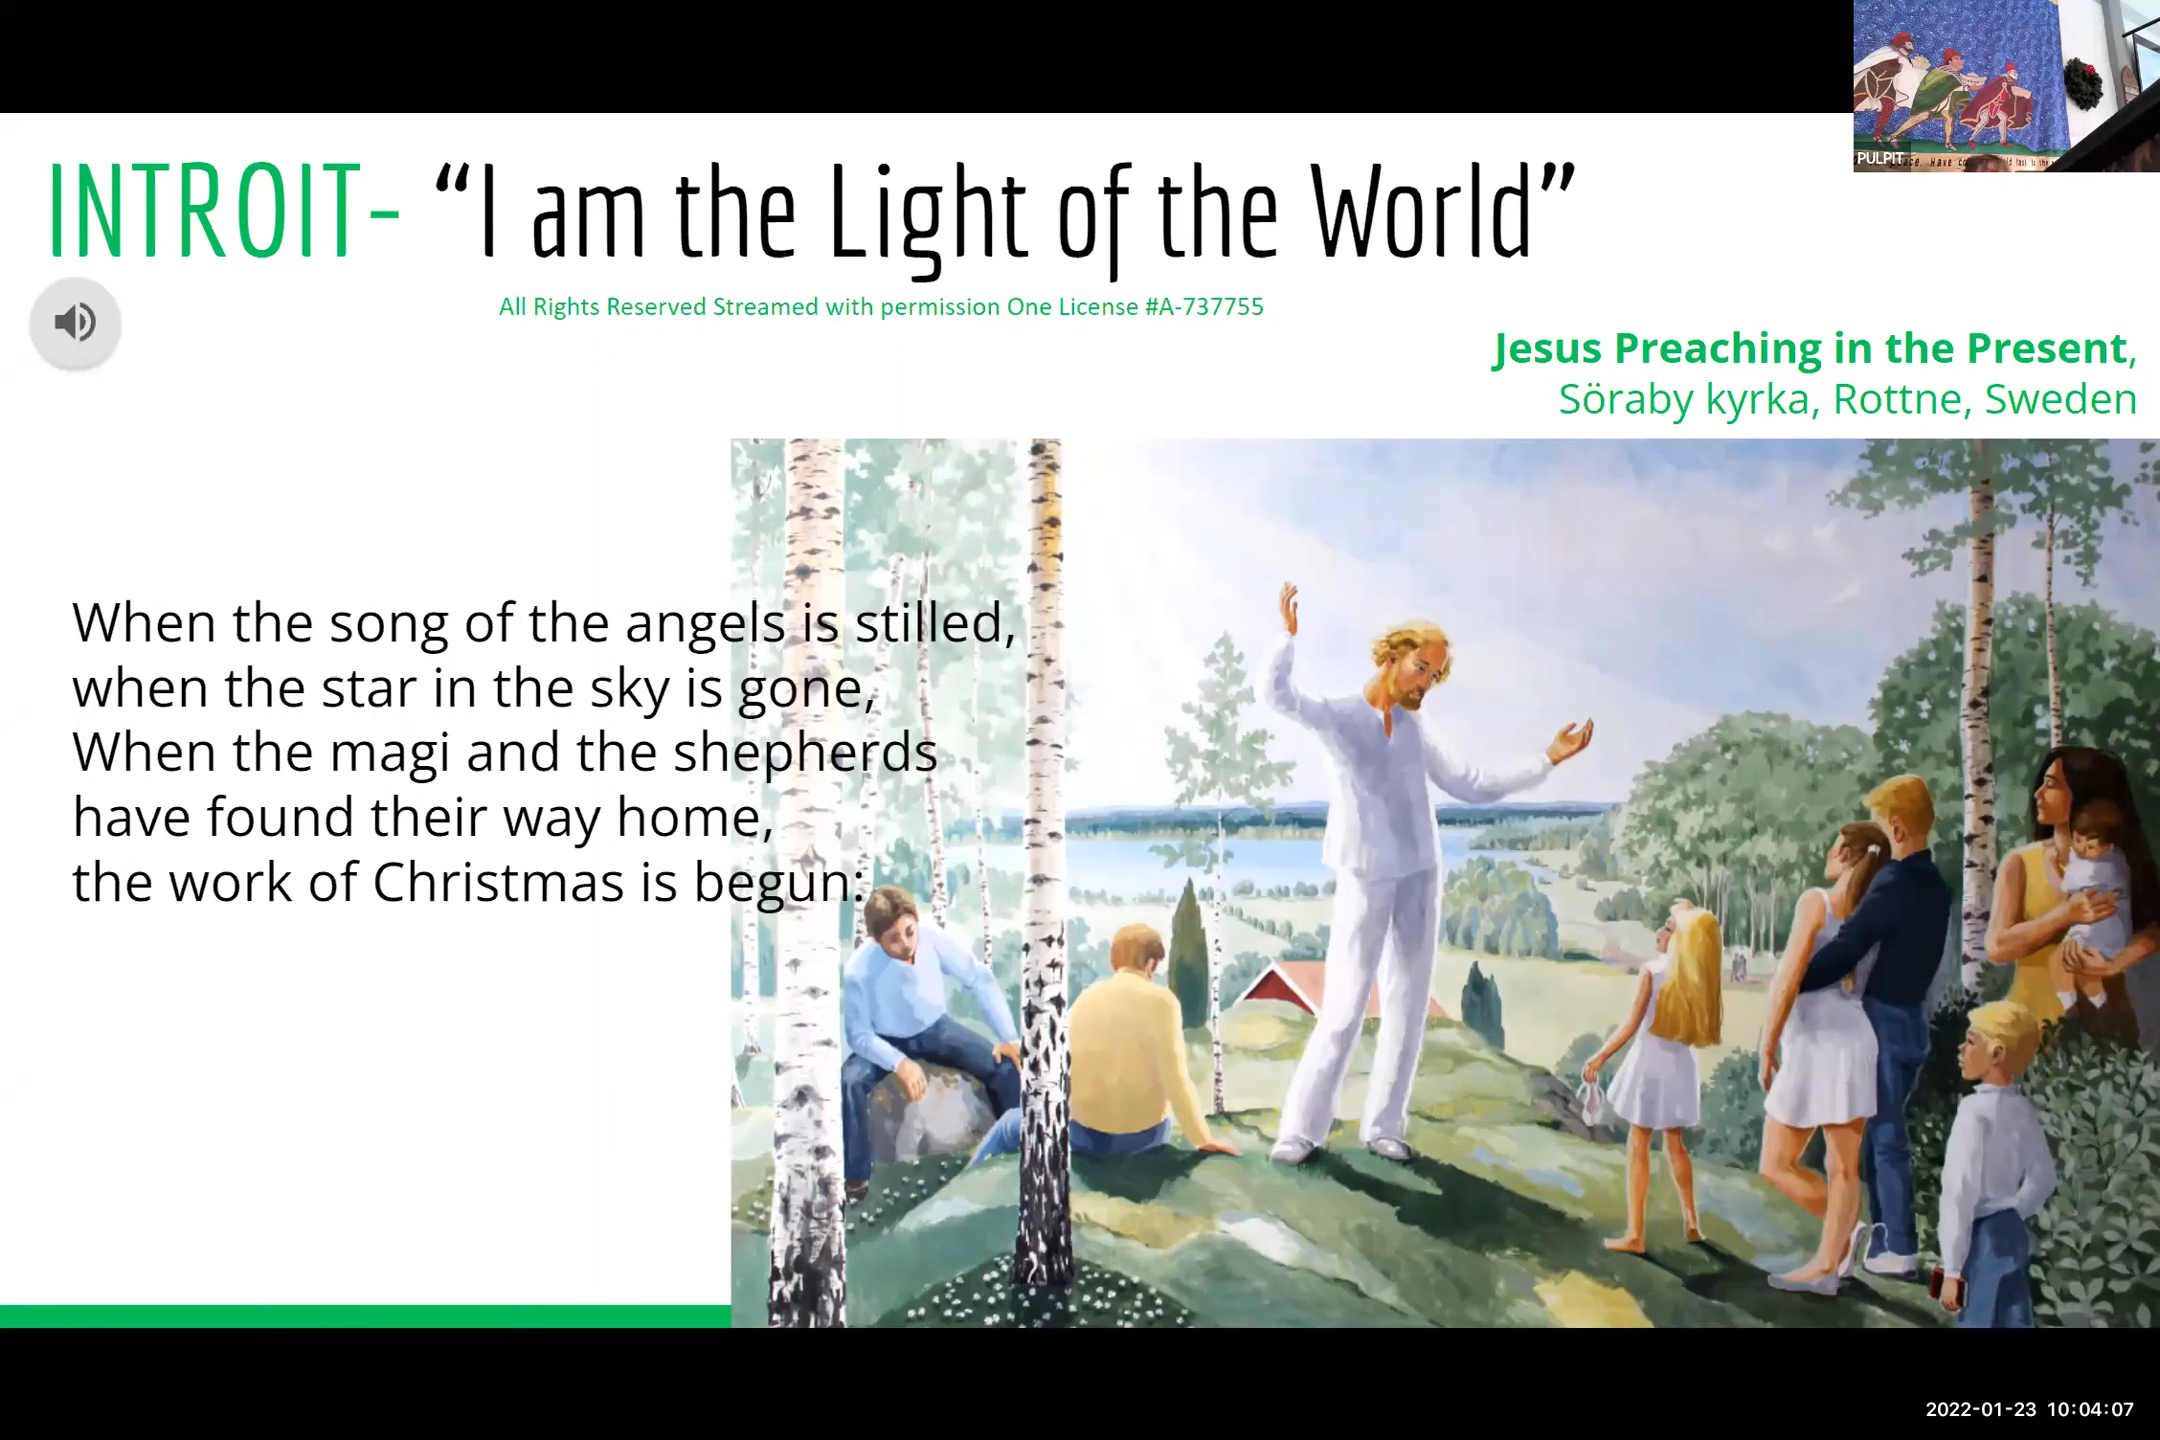 PULPIT
INTROIT- “I am the Light of the World”
All Rights Reserved Streamed with permission One License #A-737755
Jesus Preaching in the Present,
Söraby kyrka, Rottne, Sweden
When the song of the angels is stilled,
when the star in the sky is gone,
When the magi and the shepherds
have found their way home,
the work of Christmas is begun:
2022-01-23 10:04:07